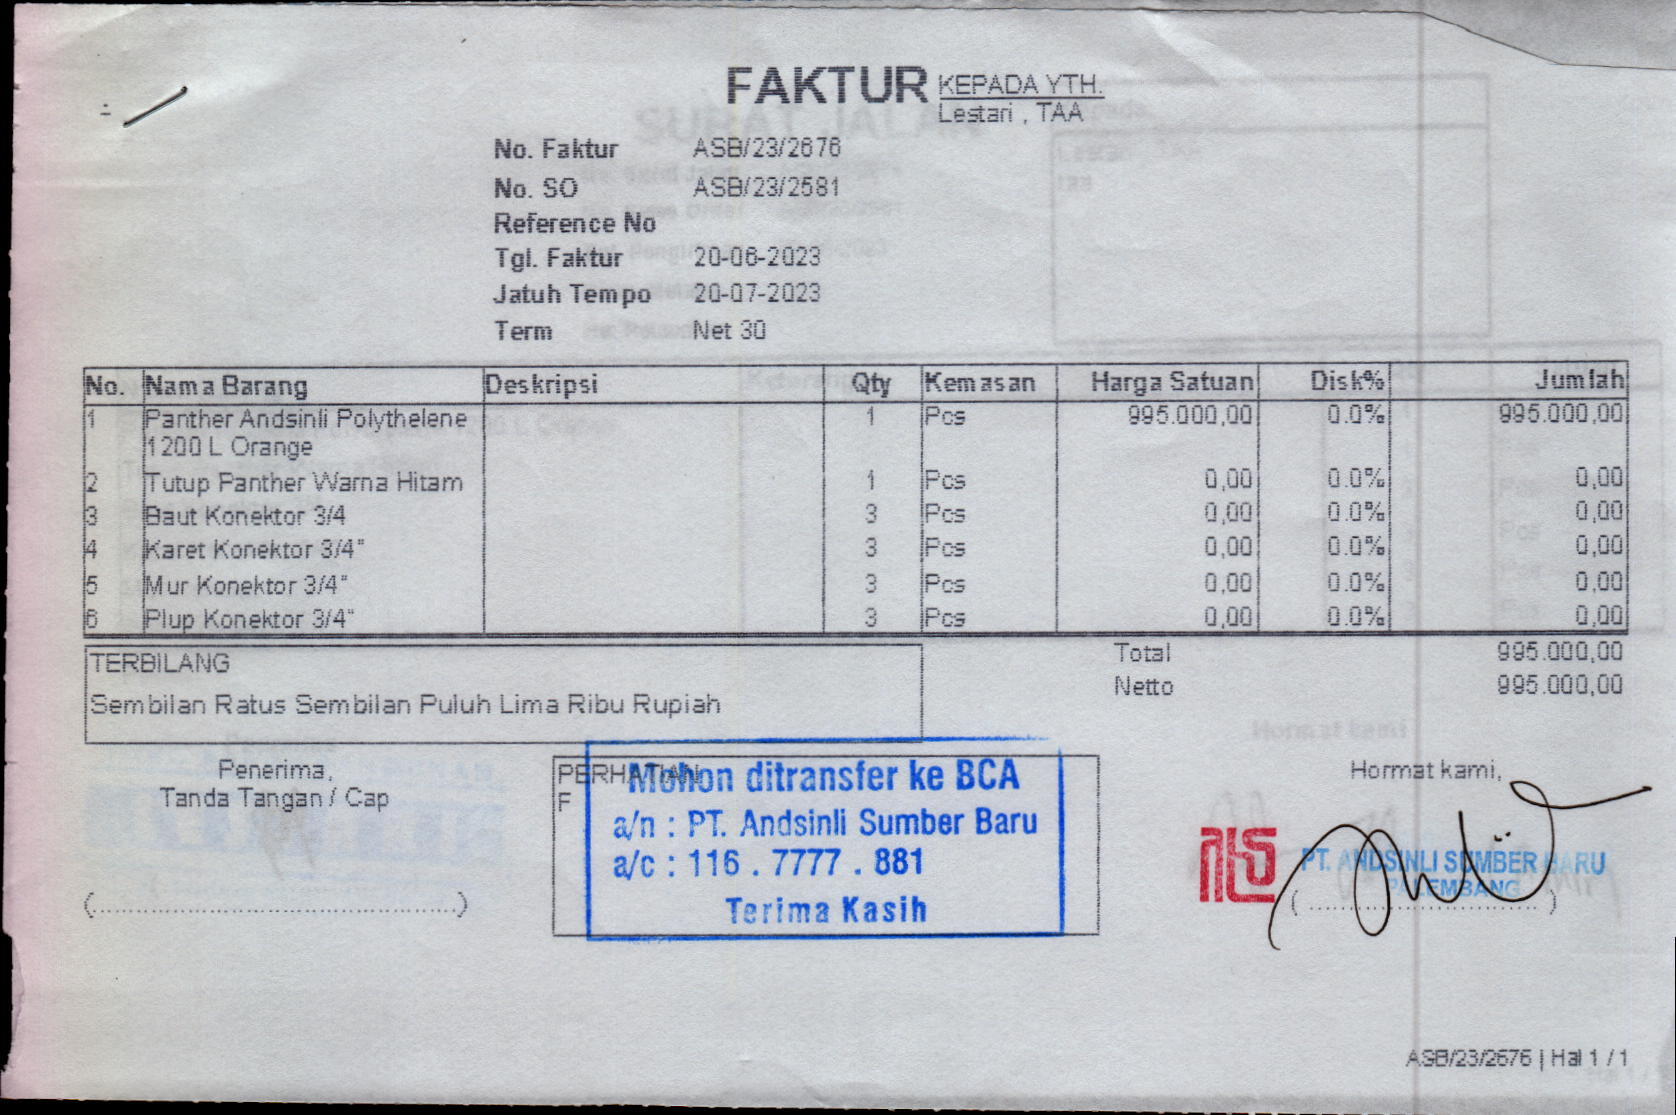 FAKTUR
KEPADA YTH.
Lestari , TAA
No. Faktur ASB/23/2676
No. SO ASB/23/2581
Reference No
Tgl. Faktur 20-06-2023
Jatuh Tempo 20-07-2023
Term Net 30
No. Nama Barang Deskripsi Qty Kemasan Harga Satuan Disk% Jumlah
1 Panther Andsinli Polythelene 1 Pcs 995.000,00 0.0% 995.000,00
1200 L Orange
2 Tutup Panther Warna Hitam 1 Pcs 0,00 0.0% 0,00
3 Baut Konektor 3/4 3 Pcs 0,00 0.0% 0,00
4 Karet Konektor 3/4" 3 Pcs 0,00 0.0% 0,00
5 Mur Konektor 3/4" 3 Pcs 0,00 0.0% 0,00
6 Plup Konektor 3/4" 3 Pcs 0,00 0.0% 0,00
TERBILANG
Sembilan Ratus Sembilan Puluh Lima Ribu Rupiah
Total 995.000,00
Netto 995.000,00
Penerima,
Tanda Tangan / Cap
(......................................................)
PERHATIAN
F
Mohon ditransfer ke BCA
a/n : PT. Andsinli Sumber Baru
a/c : 116 . 7777 . 881
Terima Kasih
Hormat kami,
PT. ANDSINLI SUMBER BARU
PALEMBANG
(...................................)
ASB/23/2676 | Hal 1 / 1